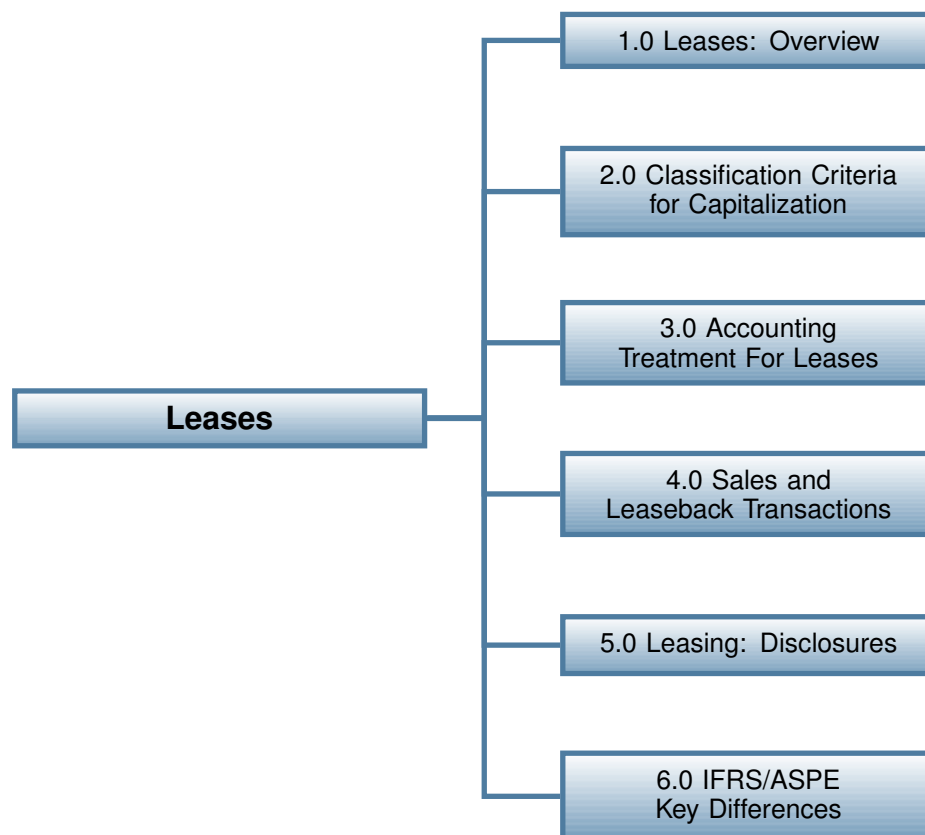 1.0 Leases: Overview
2.0 Classification Criteria
for Capitalization
3.0 Accounting
Treatment For Leases
Leases
4.0 Sales and
Leaseback Transactions
5.0 Leasing: Disclosures
6.0 IFRS/ASPE
Key Differences